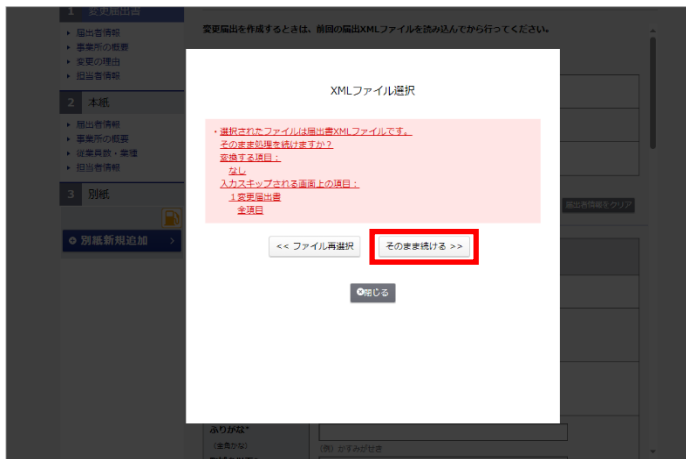 1 変更届出書
届出者情報
事業所の概要
変更の理由
担当者情報
2 本紙
届出者情報
事業所の概要
従業員数・業種
担当者情報
3 別紙
別紙新規追加
変更届出を作成するときは、前回の届出XMLファイルを読み込んでから行ってください。
XMLファイル選択
・選択されたファイルは届出書XMLファイルです。
そのまま処理を続けますか？
変換する項目：
なし
入力スキップされる画面上の項目：
１変更届出書
全項目
<< ファイル再選択
そのまま続ける >>
閉じる
届出者情報をクリア
ふりがな*
(全角かな)
(例) かすみがせき